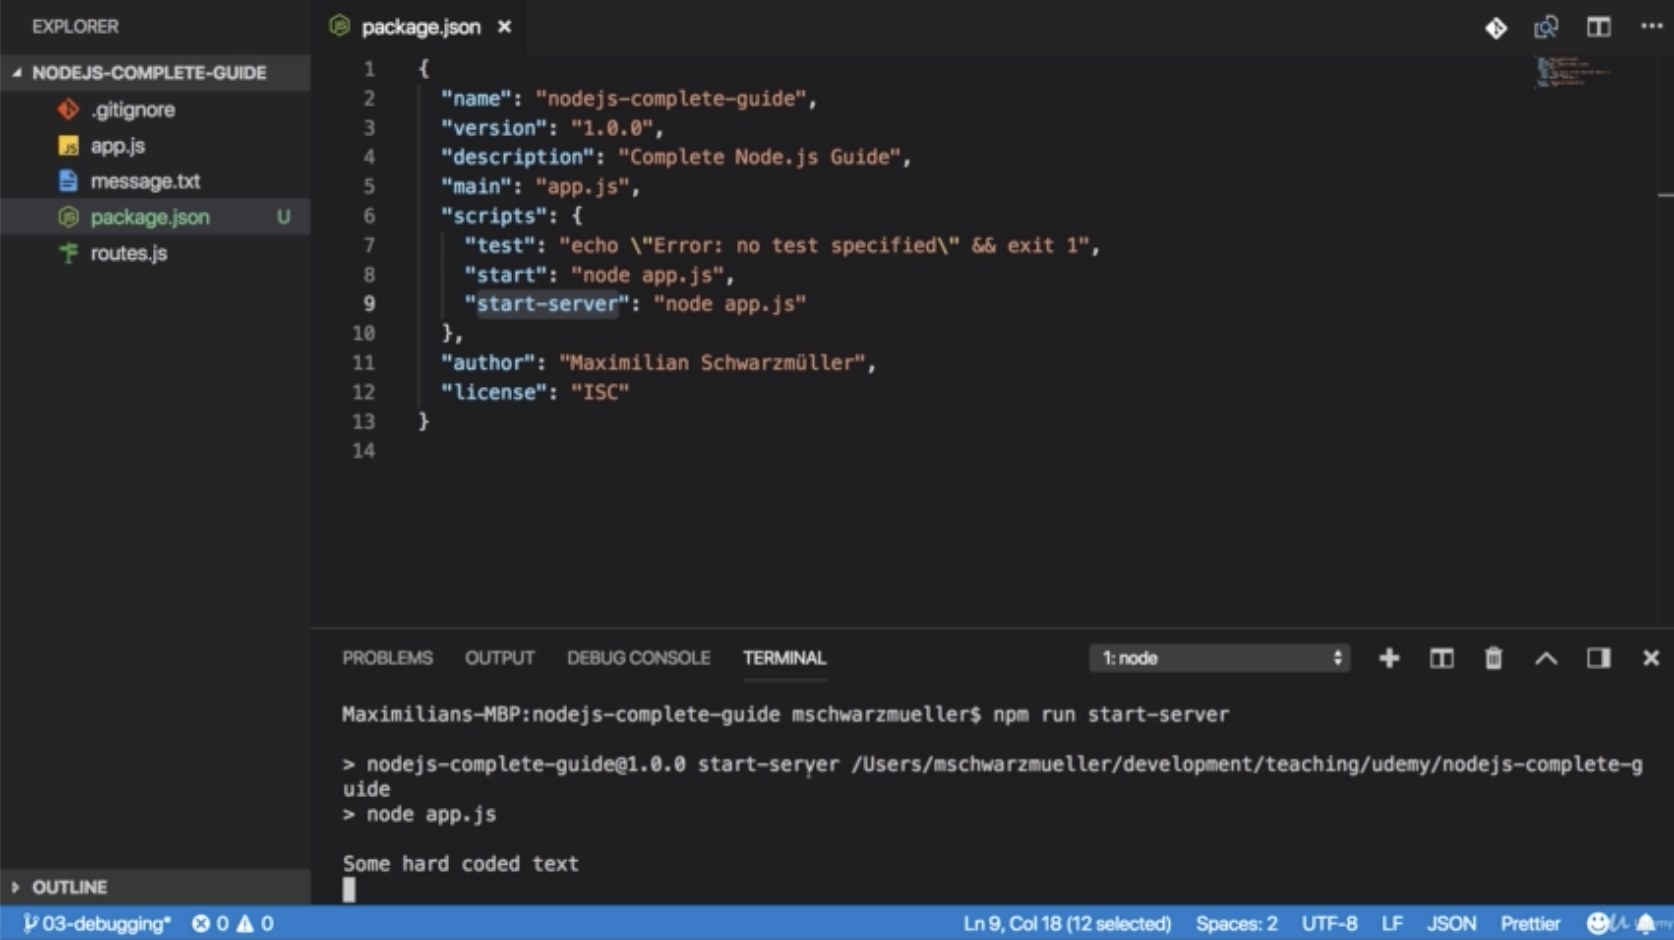 EXPLORER
NODEJS-COMPLETE-GUIDE
.gitignore
JS app.js
message.txt
package.json U
routes.js
OUTLINE
package.json
1 {
2 "name": "nodejs-complete-guide",
3 "version": "1.0.0",
4 "description": "Complete Node.js Guide",
5 "main": "app.js",
6 "scripts": {
7 "test": "echo \"Error: no test specified\" && exit 1",
8 "start": "node app.js",
9 "start-server": "node app.js"
10 },
11 "author": "Maximilian Schwarzmüller",
12 "license": "ISC"
13 }
14
PROBLEMS OUTPUT DEBUG CONSOLE TERMINAL 1: node
Maximilians-MBP:nodejs-complete-guide mschwarzmueller$ npm run start-server
> nodejs-complete-guide@1.0.0 start-server /Users/mschwarzmueller/development/teaching/udemy/nodejs-complete-g
uide
> node app.js
Some hard coded text
03-debugging* 0 0 Ln 9, Col 18 (12 selected) Spaces: 2 UTF-8 LF JSON Prettier